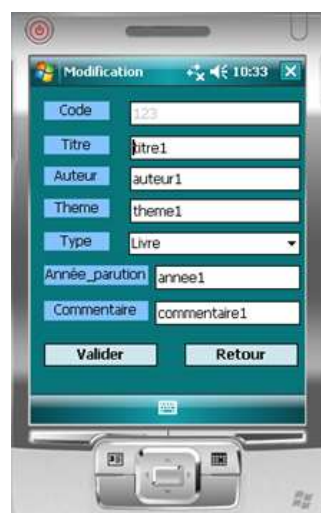 Modification 10:33
Code 123
Titre titre1
Auteur auteur1
Theme theme1
Type Livre
Année_parution annee1
Commentaire commentaire1
Valider Retour